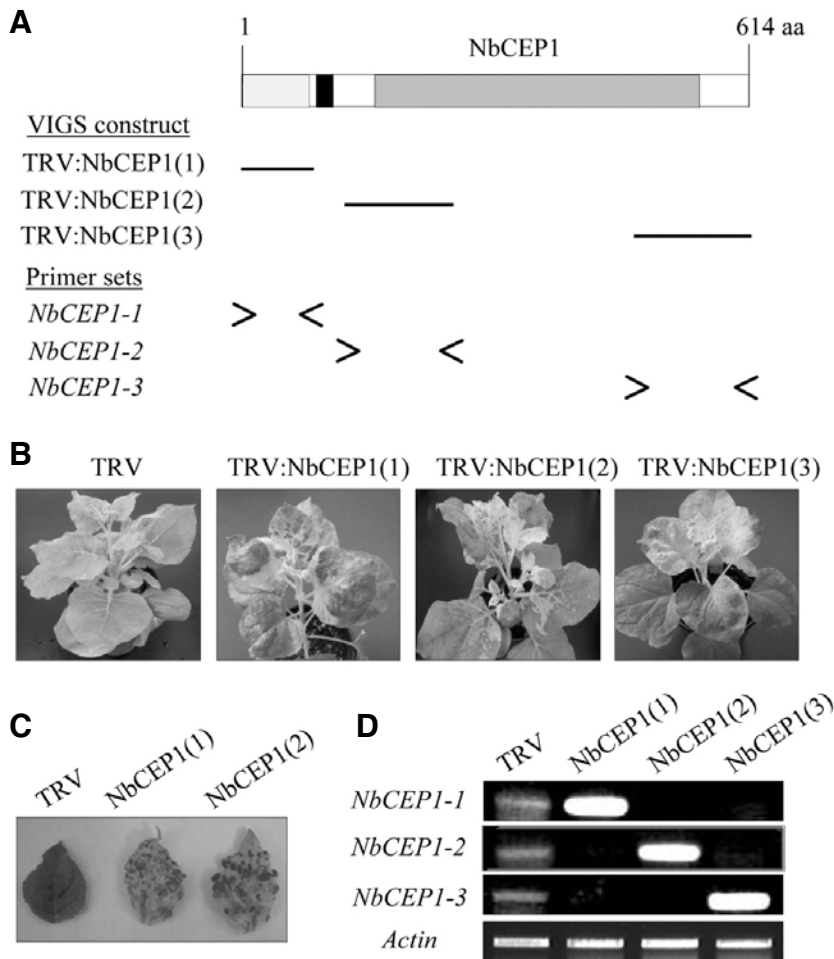 A
1
614 aa
NbCEP1
VIGS construct
TRV:NbCEP1(1)
TRV:NbCEP1(2)
TRV:NbCEP1(3)
Primer sets
NbCEP1-1
NbCEP1-2
NbCEP1-3
B
TRV
TRV:NbCEP1(1)
TRV:NbCEP1(2)
TRV:NbCEP1(3)
C
TRV
NbCEP1(1)
NbCEP1(2)
D
TRV
NbCEP1(1)
NbCEP1(2)
NbCEP1(3)
NbCEP1-1
NbCEP1-2
NbCEP1-3
Actin